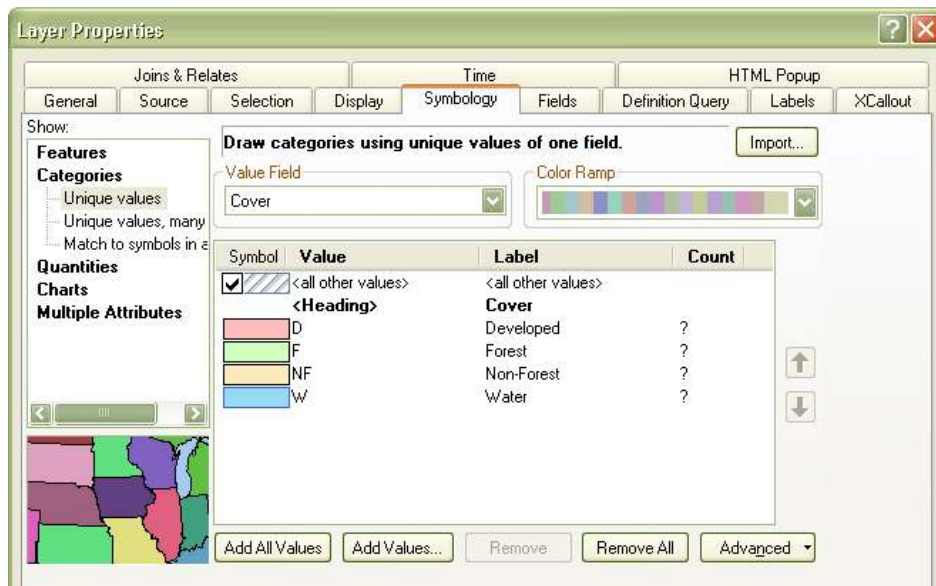 Layer Properties
Joins & Relates Time HTML Popup
General Source Selection Display Symbology Fields Definition Query Labels XCallout
Show:
Features
Categories
Unique values
Unique values, many
Match to symbols in a
Quantities
Charts
Multiple Attributes
Draw categories using unique values of one field.
Import...
Value Field
Cover
Color Ramp
Symbol Value Label Count
<all other values> <all other values>
<Heading> Cover
D Developed ?
F Forest ?
NF Non-Forest ?
W Water ?
Add All Values Add Values... Remove Remove All Advanced